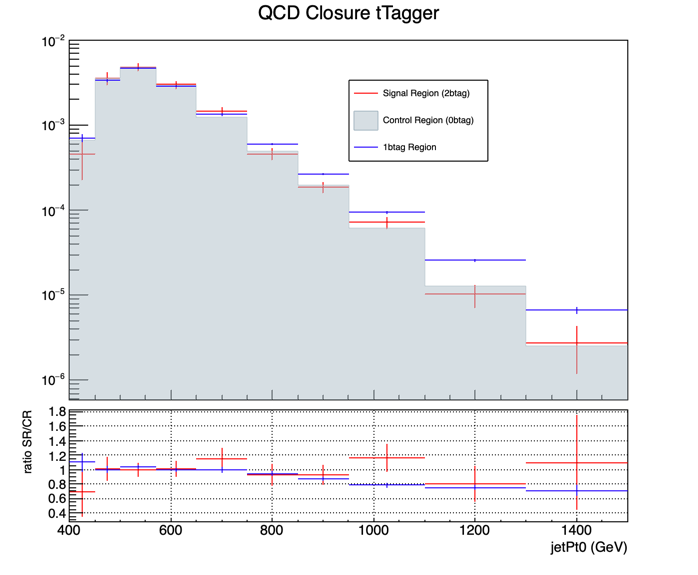 QCD Closure tTagger
10−2
10−3
10−4
10−5
10−6
Signal Region (2btag)
Control Region (0btag)
1btag Region
ratio SR/CR
1.8
1.6
1.4
1.2
1
0.8
0.6
0.4
400 600 800 1000 1200 1400
jetPt0 (GeV)